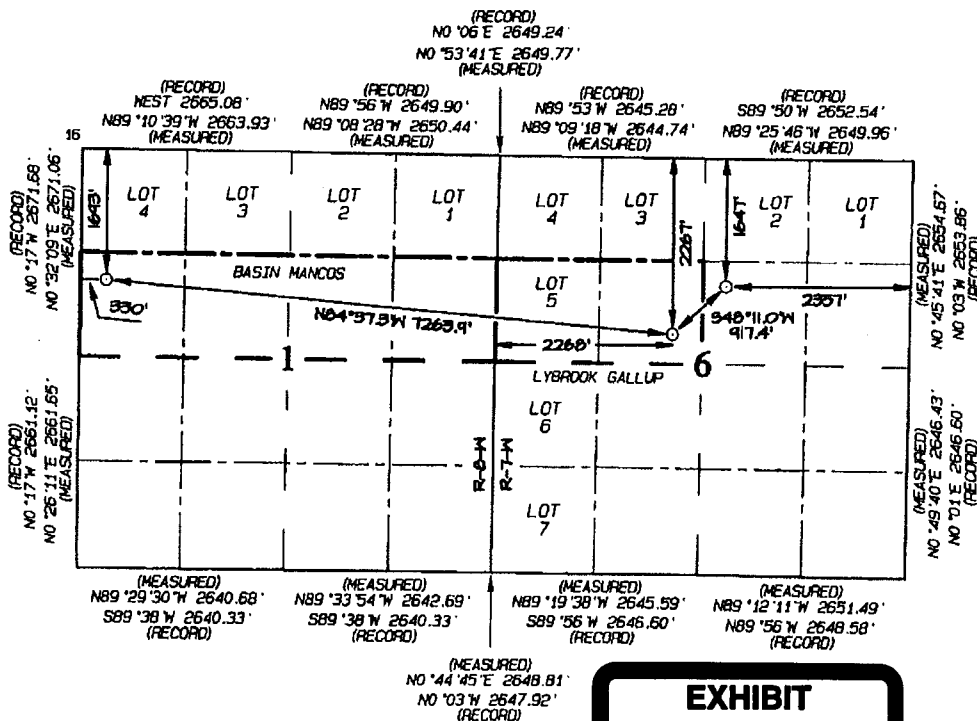 (RECORD)
N0°06'E 2649.24'
N0°53'41"E 2649.77'
(MEASURED)
(RECORD)
WEST 2665.08'
N89°10'39"W 2663.93'
(MEASURED)
(RECORD)
N89°56'W 2649.90'
N89°08'28"W 2650.44'
(MEASURED)
(RECORD)
N89°53'W 2645.28'
N89°09'18"W 2644.74'
(MEASURED)
(RECORD)
S89°50'W 2652.54'
N89°25'46"W 2649.96'
(MEASURED)
16
(RECORD)
N0°17'W 2671.68'
N0°32'09"E 2671.06'
(MEASURED)
1643'
LOT
4
LOT
3
LOT
2
LOT
1
LOT
4
LOT
3
2267'
1647'
LOT
2
LOT
1
(MEASURED)
N0°45'41"E 2654.67'
N0°03'W 2653.86'
(RECORD)
BASIN MANCOS
LOT
5
330'
N84°37.5'W 7263.9'
S48°11.0'W
917.4'
2357'
2268'
1
6
LYBROOK GALLUP
(RECORD)
N0°17'W 2661.12'
N0°26'11"E 2661.65'
(MEASURED)
LOT
6
R-8-W
R-7-W
LOT
7
(MEASURED)
N0°49'40"E 2646.43'
N0°01'E 2646.60'
(RECORD)
(MEASURED)
N89°29'30"W 2640.68'
S89°38'W 2640.33'
(RECORD)
(MEASURED)
N89°33'54"W 2642.69'
S89°38'W 2640.33'
(RECORD)
(MEASURED)
N89°19'38"W 2645.59'
S89°56'W 2646.60'
(RECORD)
(MEASURED)
N89°12'11"W 2651.49'
N89°56'W 2648.58'
(RECORD)
(MEASURED)
N0°44'45"E 2648.81'
N0°03'W 2647.92'
(RECORD)
EXHIBIT